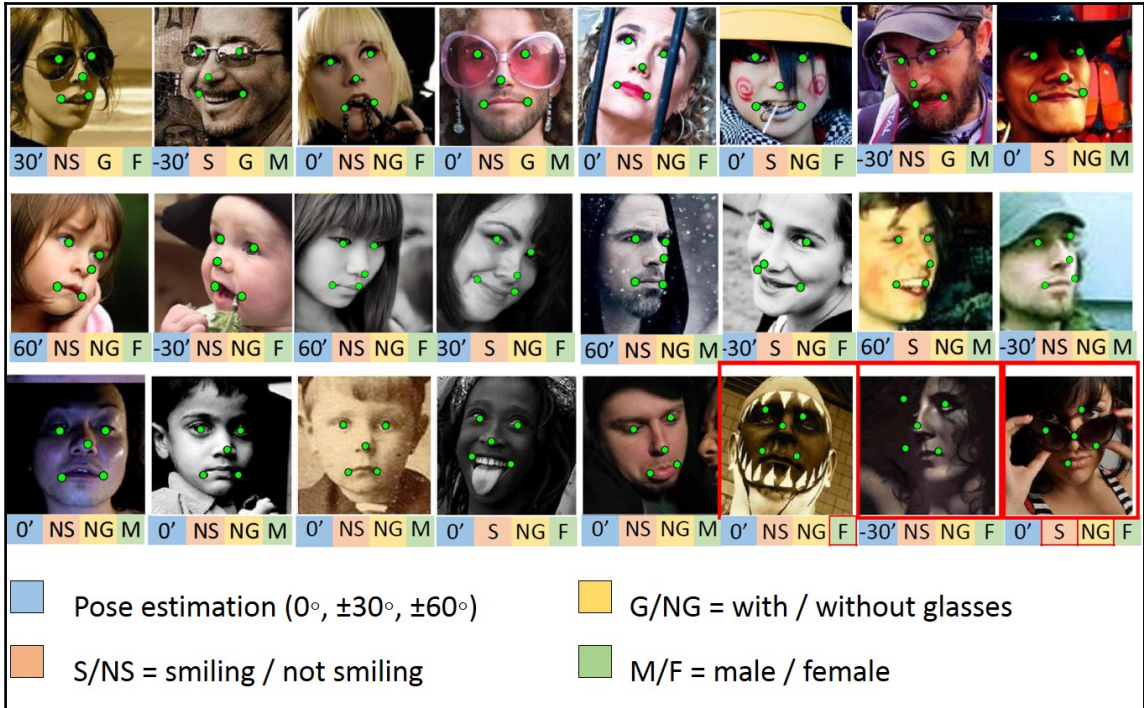 30' NS G F -30' S G M 0' NS NG F 0' NS G M 0' NS NG F 0' S NG F -30' NS G M 0' S NG M
60' NS NG F -30' NS NG F 60' NS NG F 30' S NG F 60' NS NG M -30' S NG F 60' S NG M -30' NS NG M
0' NS NG M 0' NS NG M 0' NS NG M 0' S NG F 0' NS NG M 0' NS NG F -30' NS NG F 0' S NG F
Pose estimation (0◦, ±30◦, ±60◦) G/NG = with / without glasses
S/NS = smiling / not smiling M/F = male / female